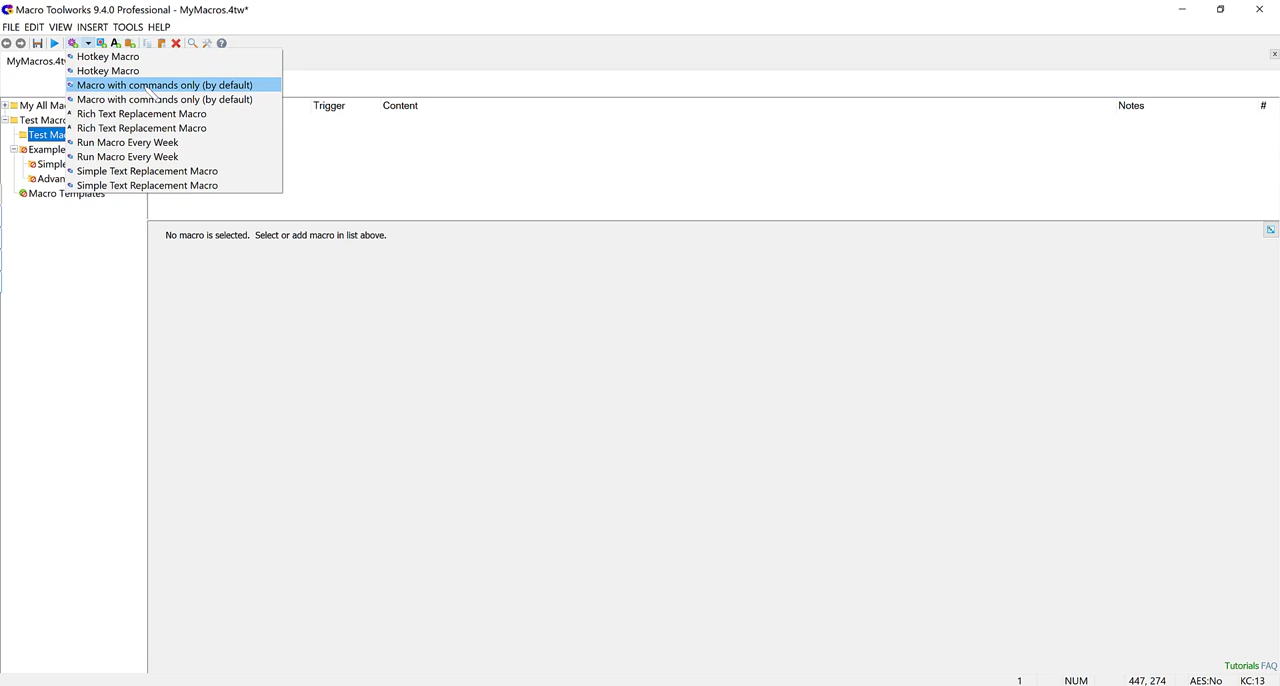 Macro Toolworks 9.4.0 Professional - MyMacros.4tw*
FILE EDIT VIEW INSERT TOOLS HELP
MyMacros.4tw
Hotkey Macro
Hotkey Macro
Macro with commands only (by default)
Macro with commands only (by default)
Rich Text Replacement Macro
Rich Text Replacement Macro
Run Macro Every Week
Run Macro Every Week
Simple Text Replacement Macro
Simple Text Replacement Macro
My All Mac
Test Macro
Test Mac
Example
Simple
Advan
Macro Templates
Trigger Content Notes #
No macro is selected. Select or add macro in list above.
Tutorials FAQ
1 NUM 447, 274 AES:No KC:13